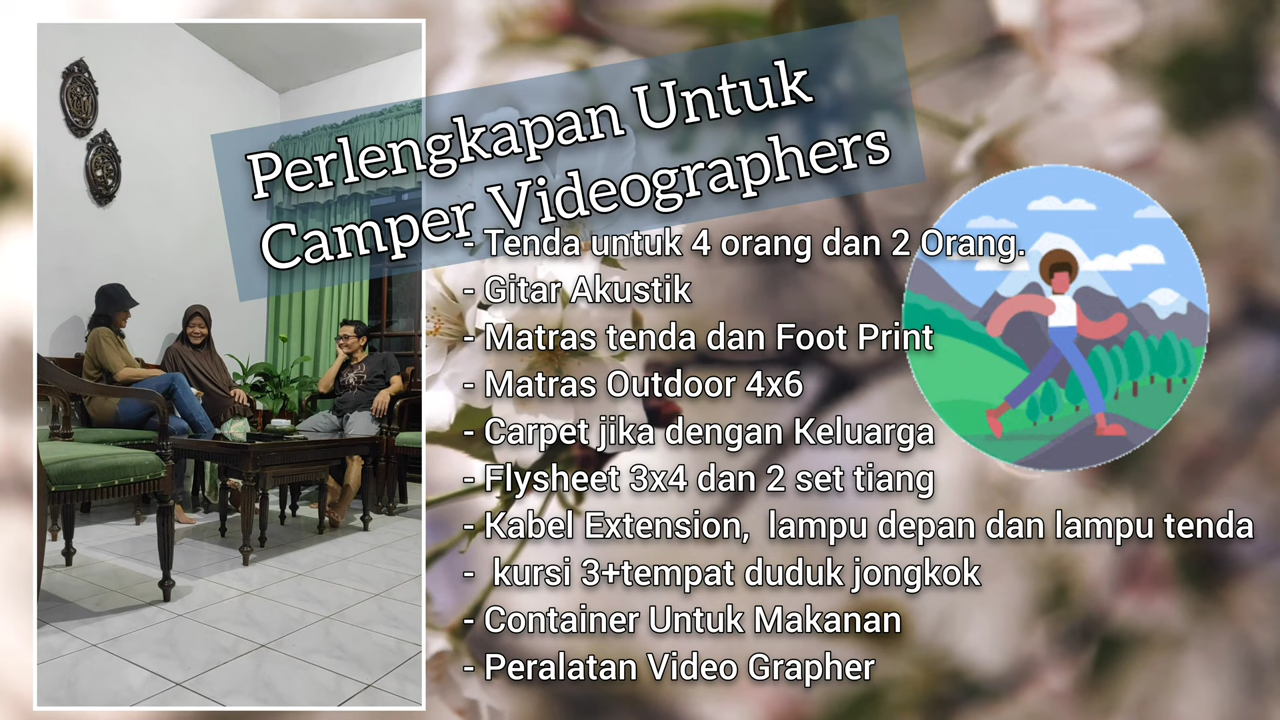 Perlengkapan Untuk
Camper Videographers
- Tenda untuk 4 orang dan 2 Orang.
- Gitar Akustik
- Matras tenda dan Foot Print
- Matras Outdoor 4x6
- Carpet jika dengan Keluarga
- Flysheet 3x4 dan 2 set tiang
- Kabel Extension,  lampu depan dan lampu tenda
-  kursi 3+tempat duduk jongkok
- Container Untuk Makanan
- Peralatan Video Grapher